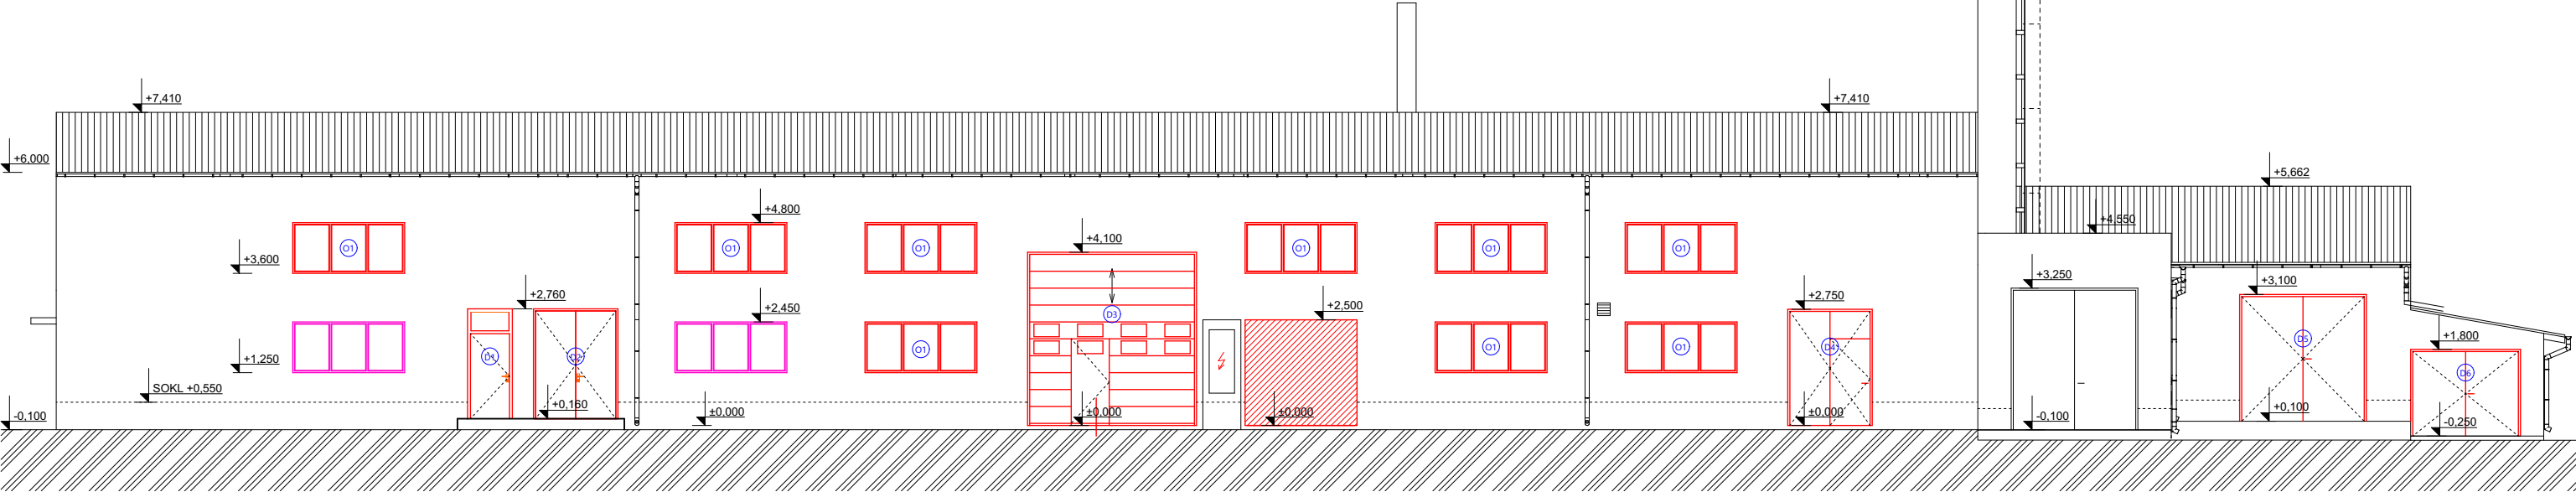 +7,410
+7,410
+6,000
+5,662
+4,550
+4,800
O1
O1
O1
O1
O1
O1
+4,100
+3,600
+3,250
+3,100
+2,760
+2,450
D3
+2,500
+2,750
+1,800
D1
D2
O1
O1
O1
D4
D5
D6
+1,250
SOKL +0,550
-0,100
+0,160
±0,000
±0,000
±0,000
±0,000
-0,100
+0,100
-0,250